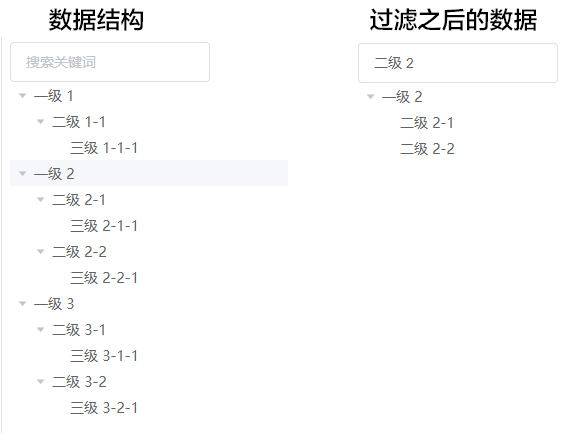 数据结构
搜索关键词
一级 1
二级 1-1
三级 1-1-1
一级 2
二级 2-1
三级 2-1-1
二级 2-2
三级 2-2-1
一级 3
二级 3-1
三级 3-1-1
二级 3-2
三级 3-2-1
过滤之后的数据
二级 2
一级 2
二级 2-1
二级 2-2